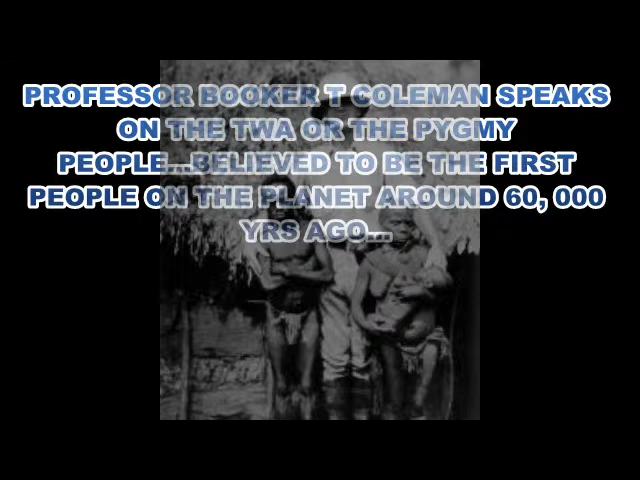 PROFESSOR BOOKER T COLEMAN SPEAKS
ON THE TWA OR THE PYGMY
PEOPLE...BELIEVED TO BE THE FIRST
PEOPLE ON THE PLANET AROUND 60, 000
YRS AGO...